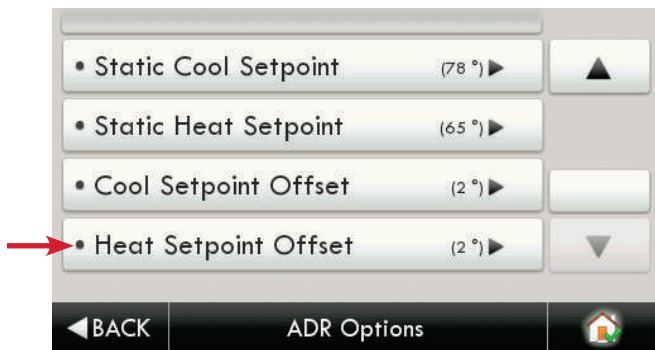 • Static Cool Setpoint (78 °) ▶
• Static Heat Setpoint (65 °) ▶
• Cool Setpoint Offset (2 °) ▶
• Heat Setpoint Offset (2 °) ▶
◀ BACK ADR Options